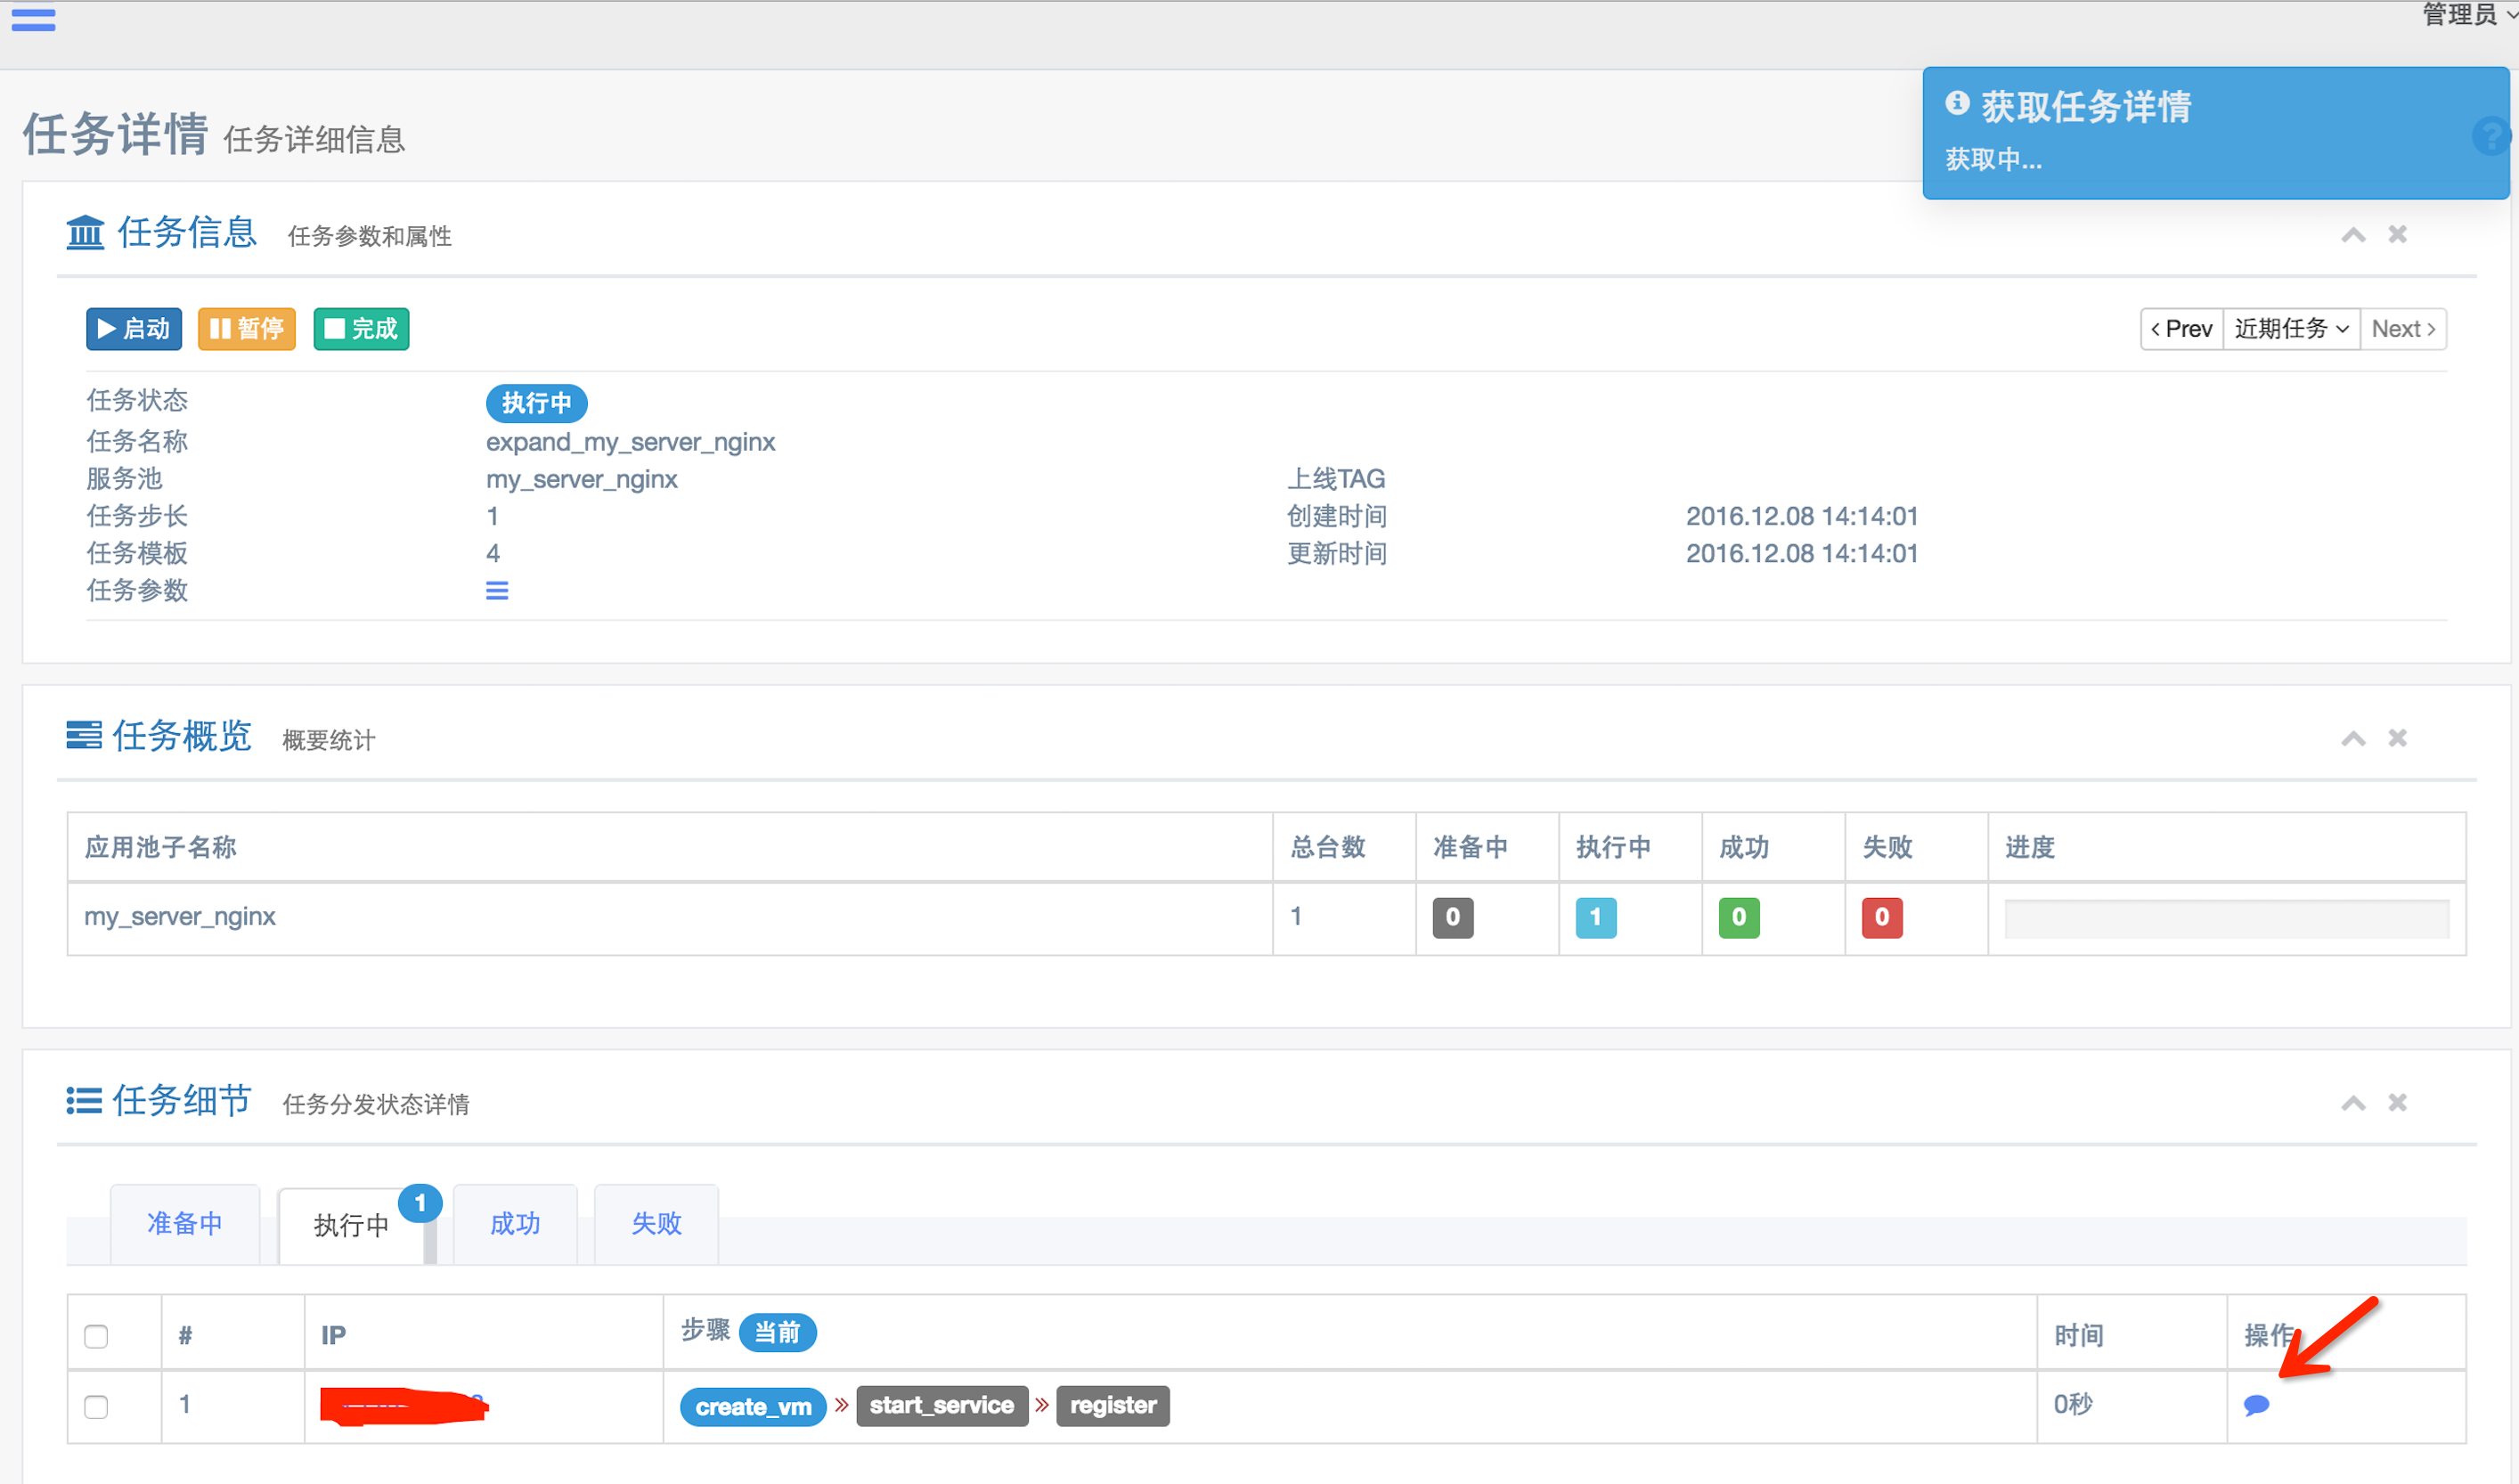 管理员
获取任务详情
获取中...
任务详情 任务详细信息
任务信息 任务参数和属性
启动 暂停 完成
Prev 近期任务 Next
任务状态 执行中
任务名称 expand_my_server_nginx
服务池 my_server_nginx 上线TAG
任务步长 1 创建时间 2016.12.08 14:14:01
任务模板 4 更新时间 2016.12.08 14:14:01
任务参数
任务概览 概要统计
应用池子名称 总台数 准备中 执行中 成功 失败 进度
my_server_nginx 1 0 1 0 0
任务细节 任务分发状态详情
准备中 执行中 1 成功 失败
# IP 步骤 当前 时间 操作
1 create_vm » start_service » register 0秒